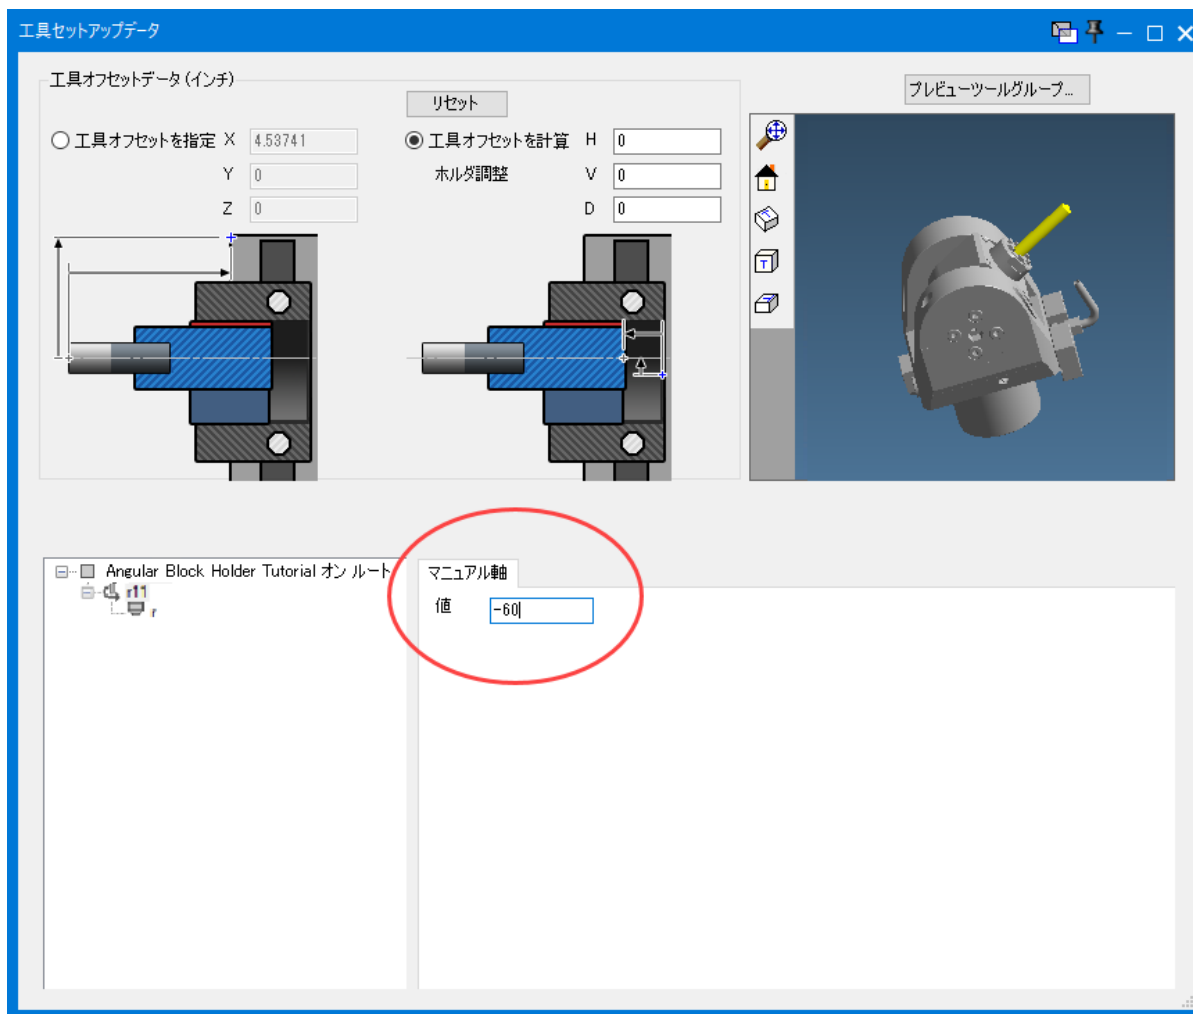 工具セットアップデータ
工具オフセットデータ (インチ)
リセット
プレビューツールグループ...
工具オフセットを指定 X 4.53741
Y 0
Z 0
工具オフセットを計算 H 0
ホルダ調整 V 0
D 0
T
Angular Block Holder Tutorial オン ルート
r11
r
マニュアル軸
値 -60